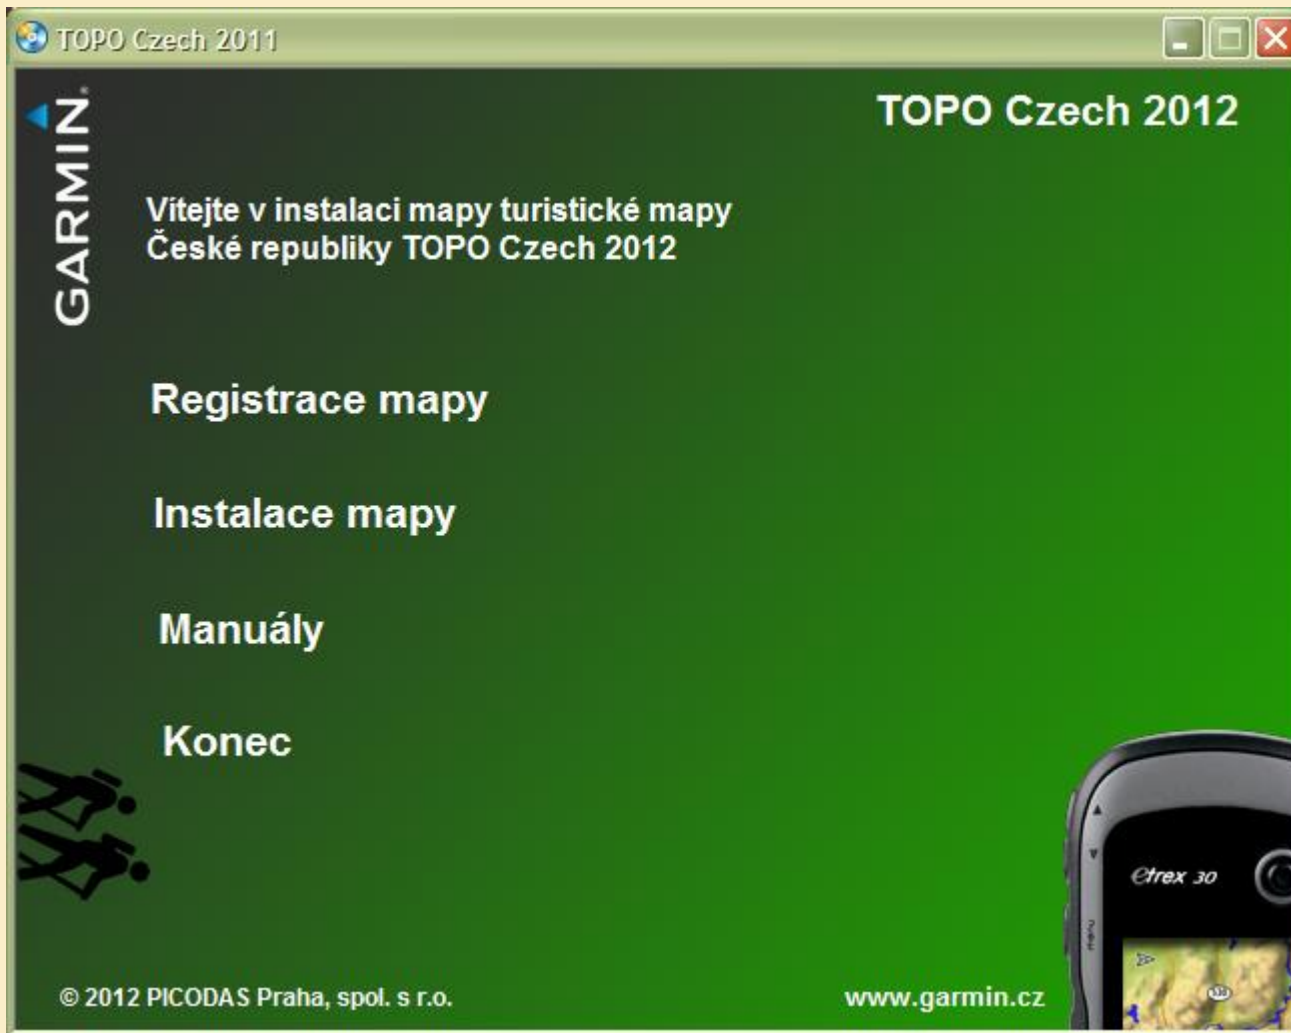 TOPO Czech 2011
GARMIN®
TOPO Czech 2012
Vítejte v instalaci mapy turistické mapy
České republiky TOPO Czech 2012
Registrace mapy
Instalace mapy
Manuály
Konec
etrex 30
menu
© 2012 PICODAS Praha, spol. s r.o.
www.garmin.cz